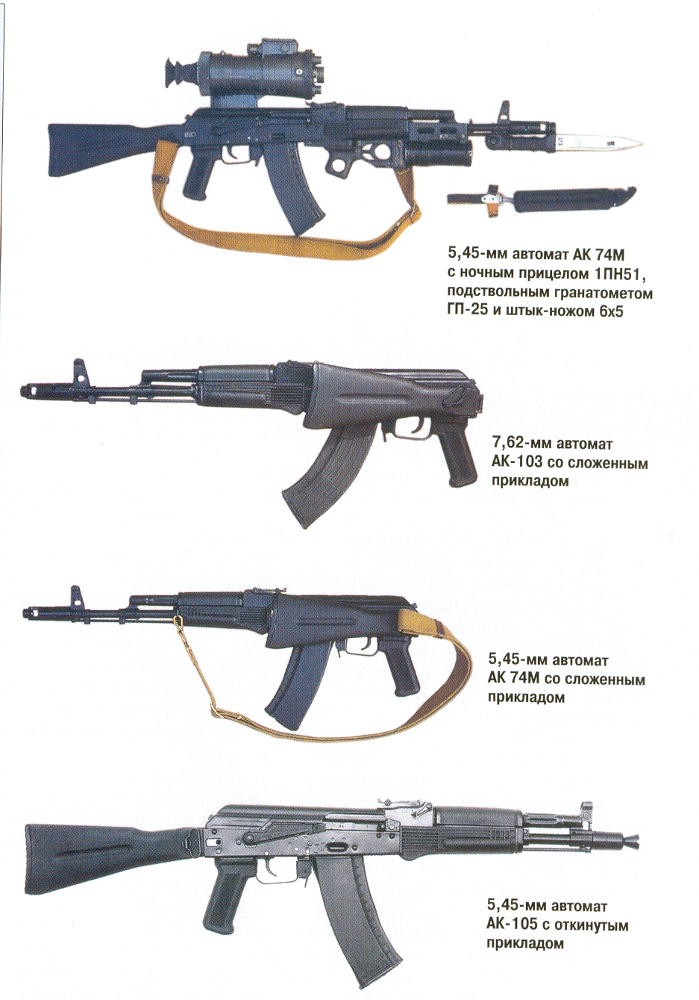 5,45-мм автомат АК 74М
с ночным прицелом 1ПН51,
подствольным гранатометом
ГП-25 и штык-ножом 6х5
7,62-мм автомат
АК-103 со сложенным
прикладом
5,45-мм автомат
АК 74М со сложенным
прикладом
5,45-мм автомат
АК-105 с откинутым
прикладом